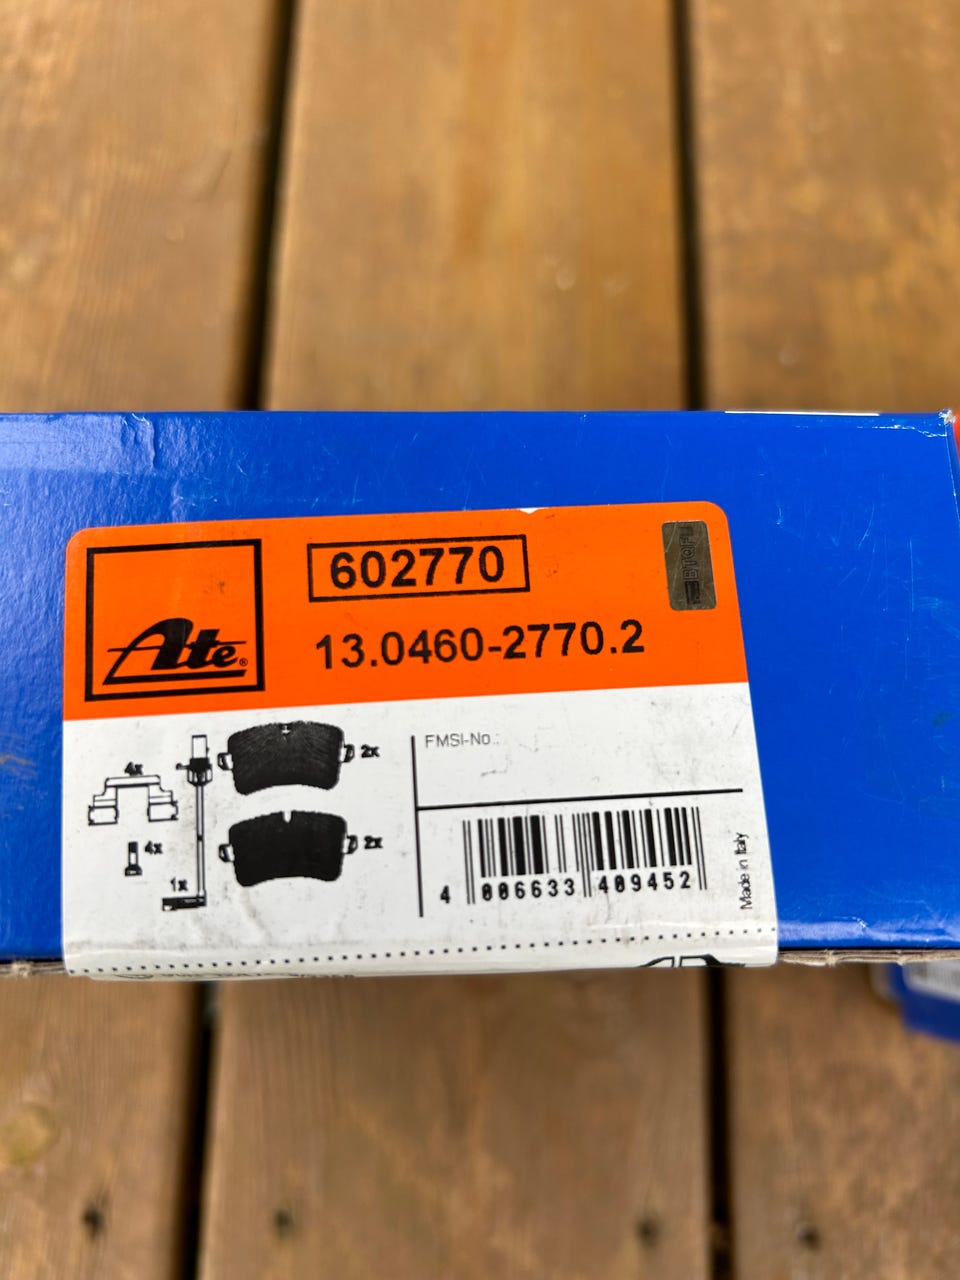 602770
Ate®
13.0460-2770.2
4x
2x
FMSI-No.:
4x
2x
1x
4 006633 409452
Made in Italy